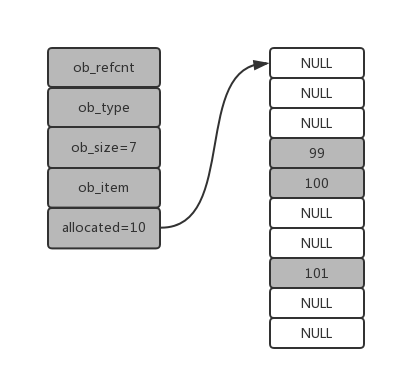 ob_refcnt
ob_type
ob_size=7
ob_item
allocated=10
NULL
NULL
NULL
99
100
NULL
NULL
101
NULL
NULL